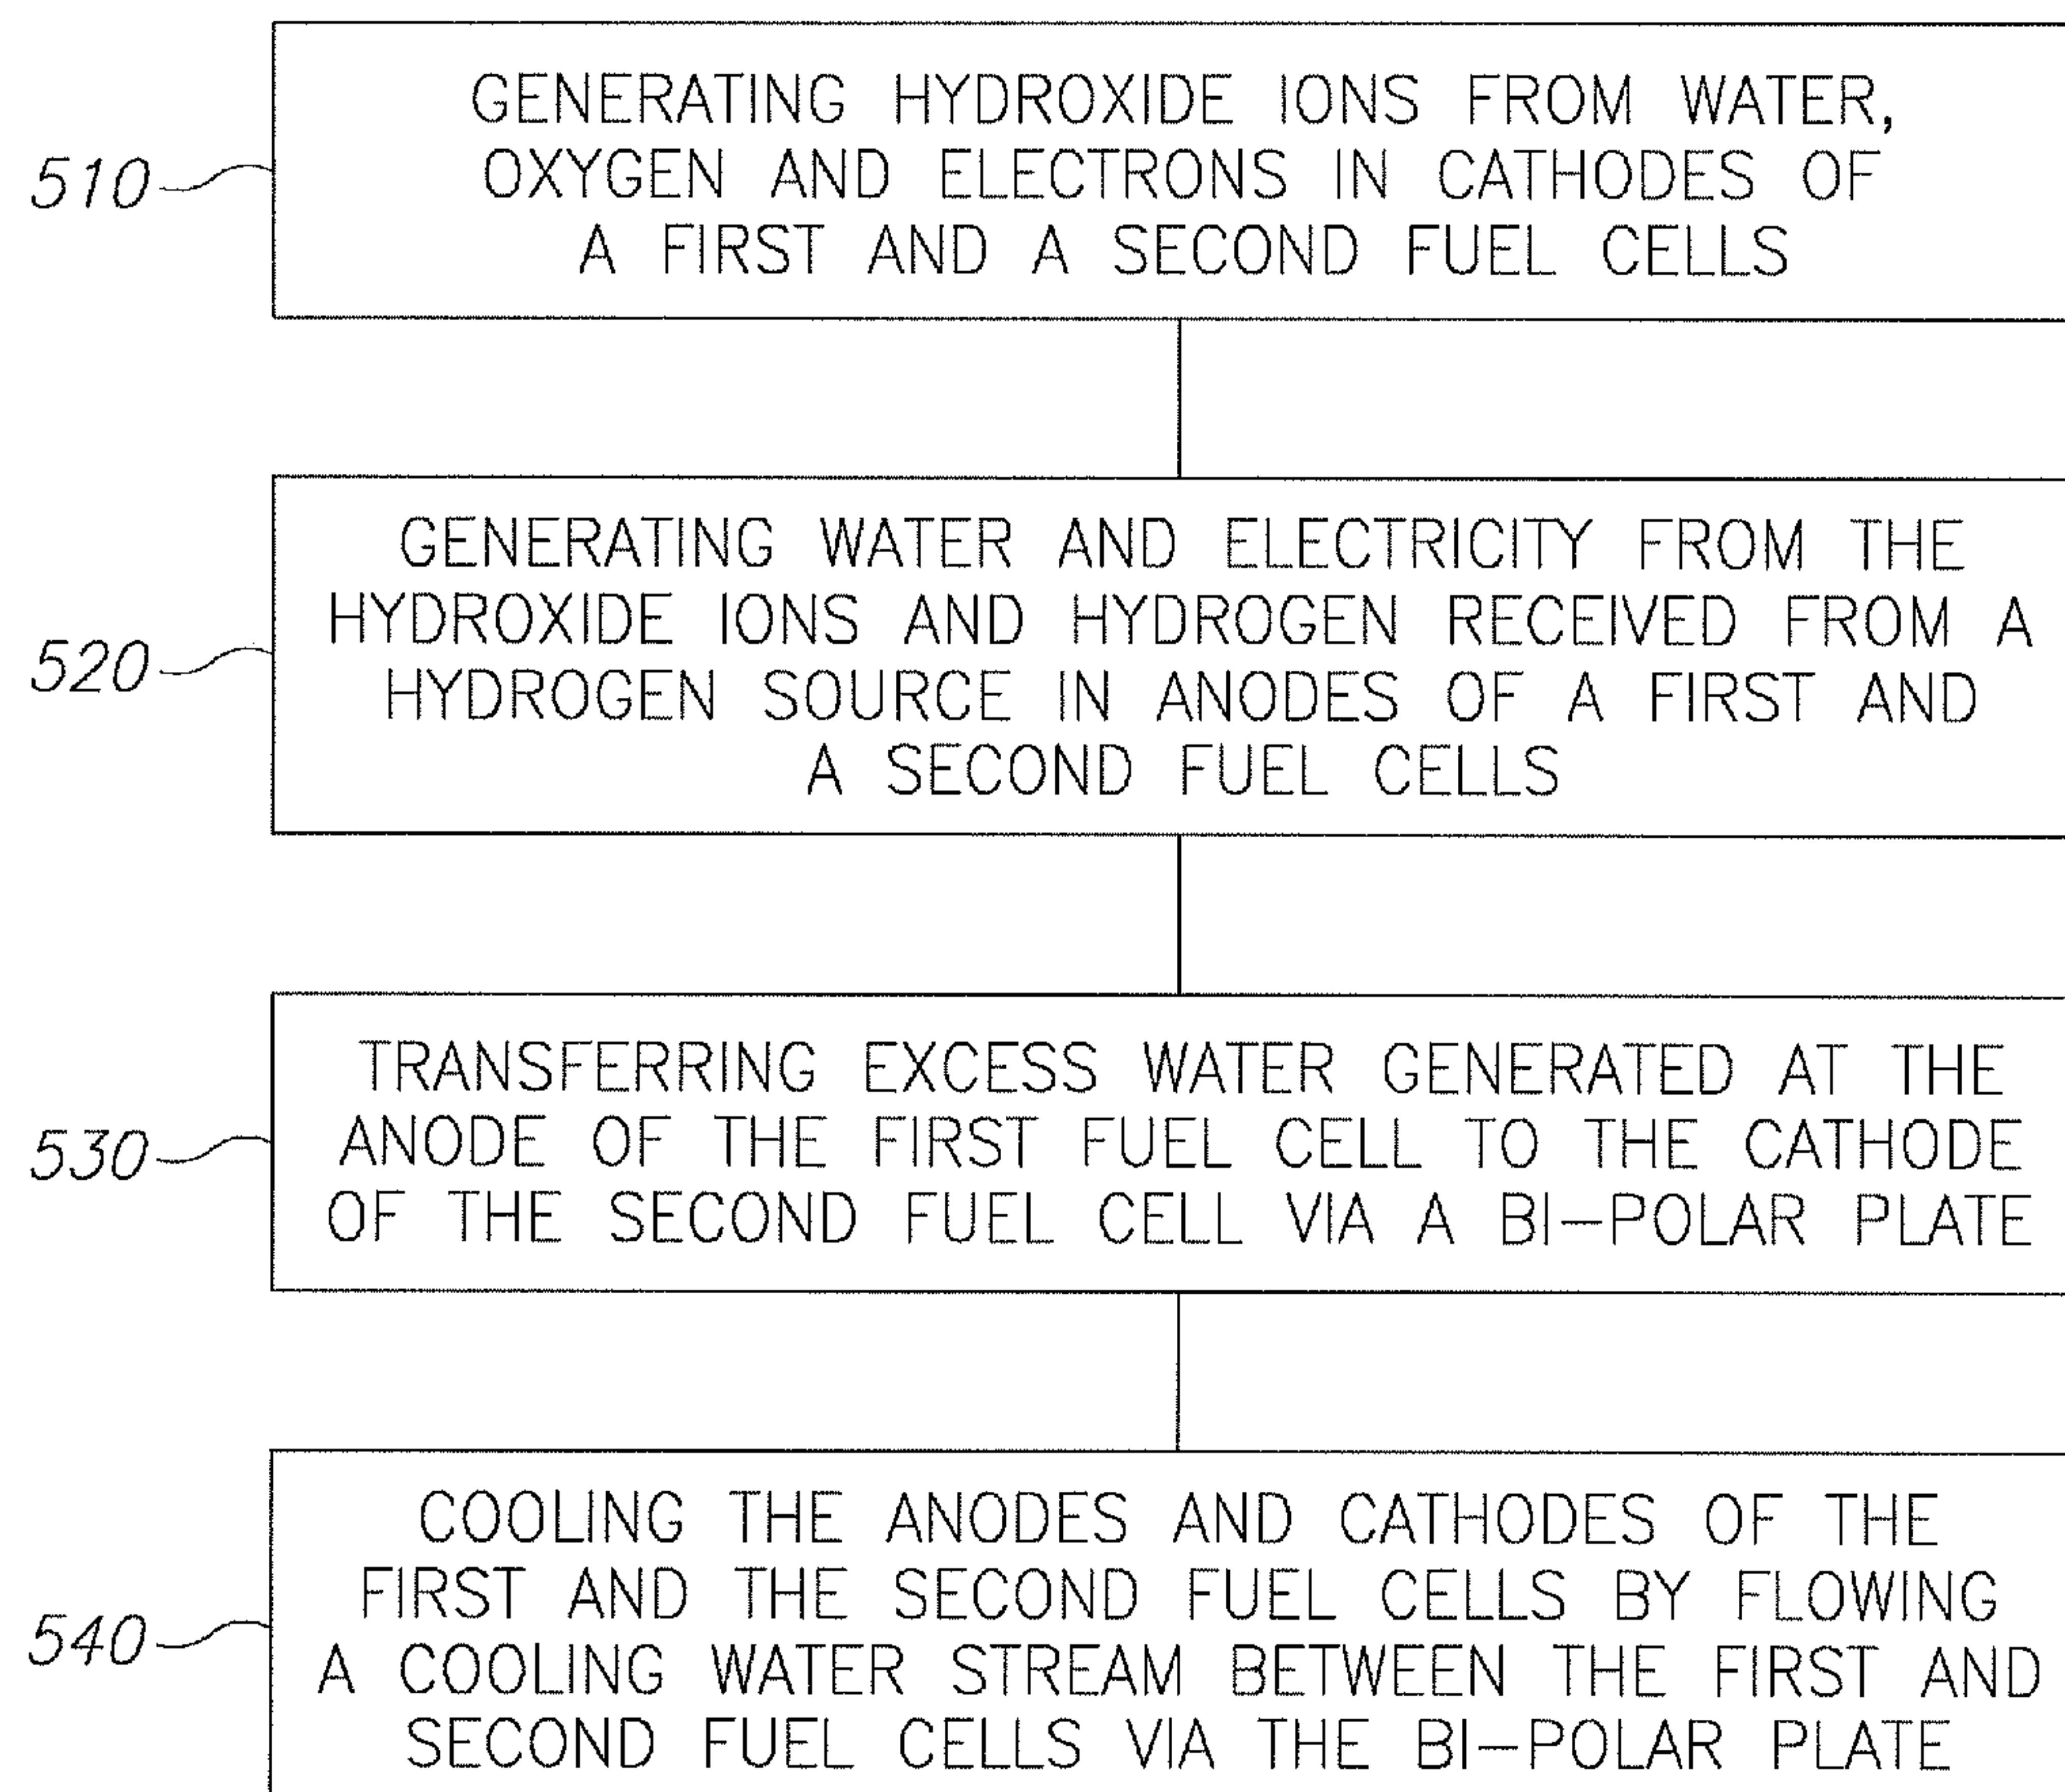 GENERATING HYDROXIDE IONS FROM WATER,
OXYGEN AND ELECTRONS IN CATHODES OF
A FIRST AND A SECOND FUEL CELLS
510
GENERATING WATER AND ELECTRICITY FROM THE
HYDROXIDE IONS AND HYDROGEN RECEIVED FROM A
HYDROGEN SOURCE IN ANODES OF A FIRST AND
A SECOND FUEL CELLS
520
TRANSFERRING EXCESS WATER GENERATED AT THE
ANODE OF THE FIRST FUEL CELL TO THE CATHODE
OF THE SECOND FUEL CELL VIA A BI-POLAR PLATE
530
COOLING THE ANODES AND CATHODES OF THE
FIRST AND THE SECOND FUEL CELLS BY FLOWING
A COOLING WATER STREAM BETWEEN THE FIRST AND
SECOND FUEL CELLS VIA THE BI-POLAR PLATE
540